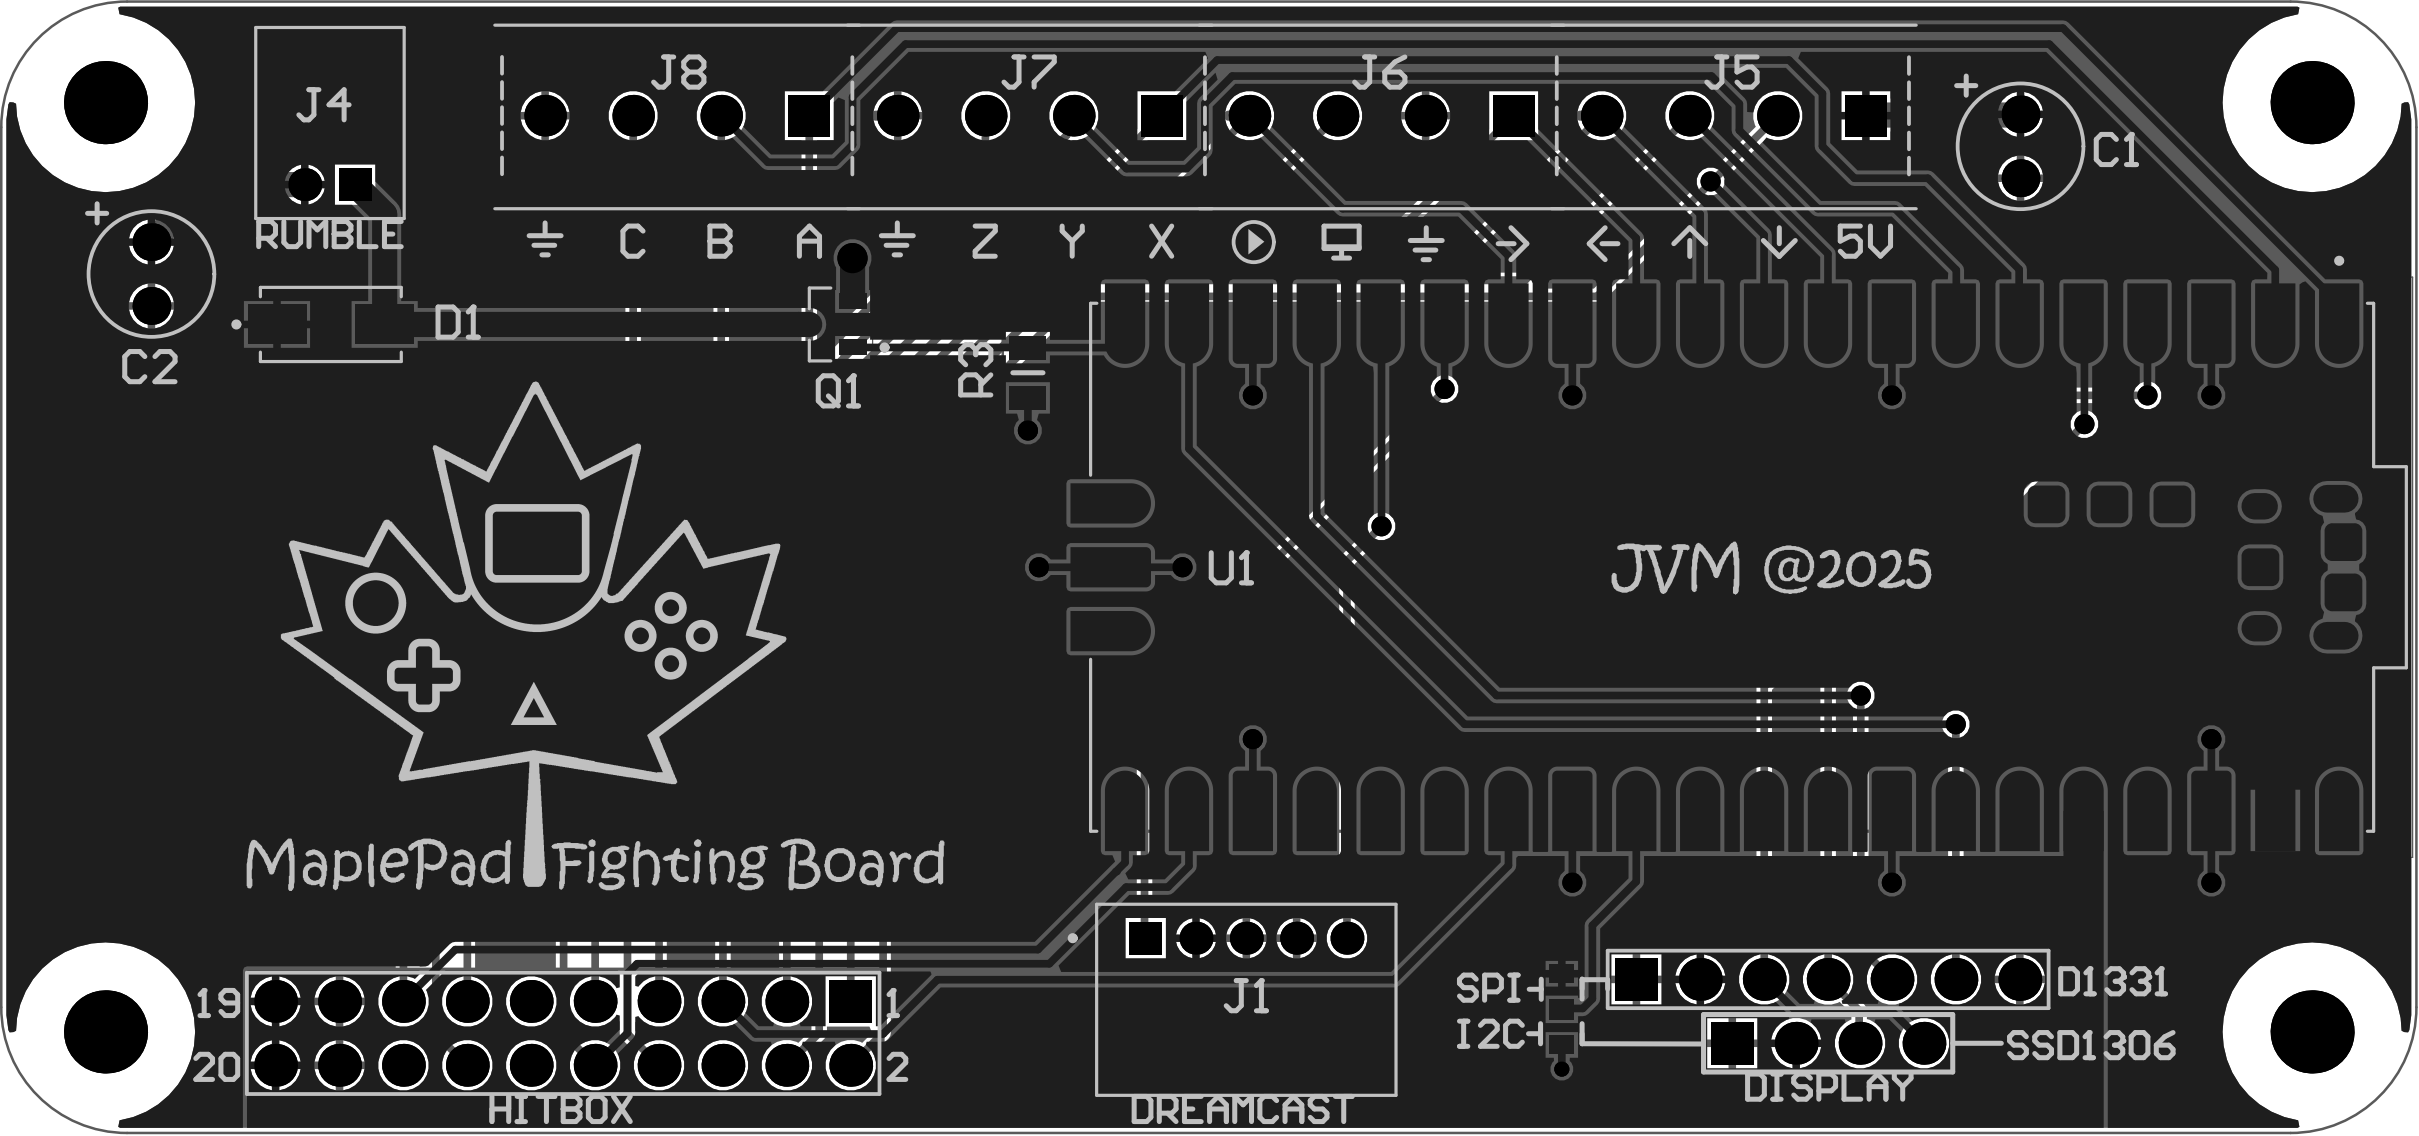 J8 J7 J6 J5
J4
C1
RUMBLE
C B A Z Y X 5V
D1
C2
Q1
R3
U1
JVM @2025
MaplePad Fighting Board
J1
19 1
20 2
HITBOX
DREAMCAST
SPI
I2C
D1331
SSD1306
DISPLAY